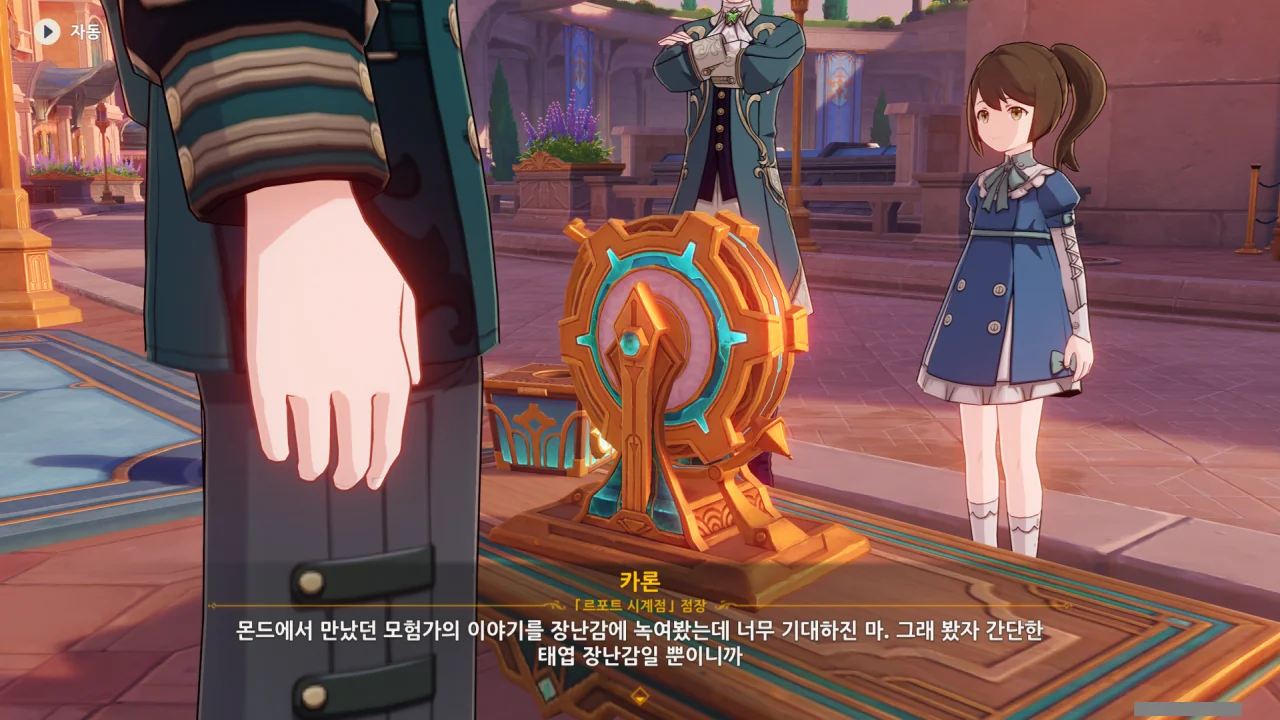 자동
카론
「르포트 시계점」 점장
몬드에서 만났던 모험가의 이야기를 장난감에 녹여봤는데 너무 기대하진 마. 그래 봤자 간단한
태엽 장난감일 뿐이니까